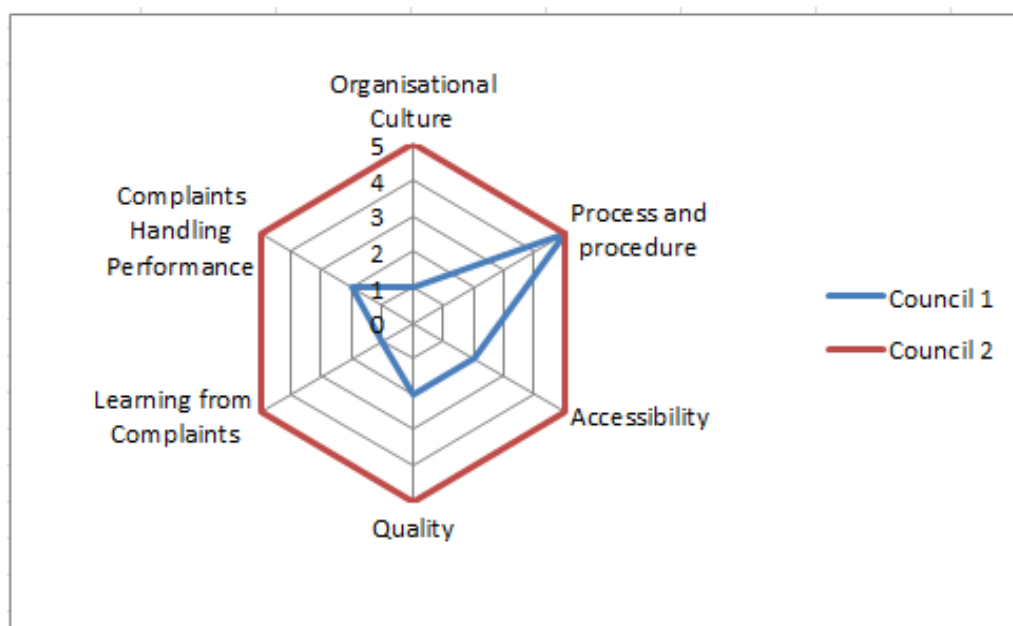 Organisational
Culture
5
4
3
2
1
0
Complaints
Handling
Performance
Process and
procedure
Learning from
Complaints
Accessibility
Quality
Council 1
Council 2